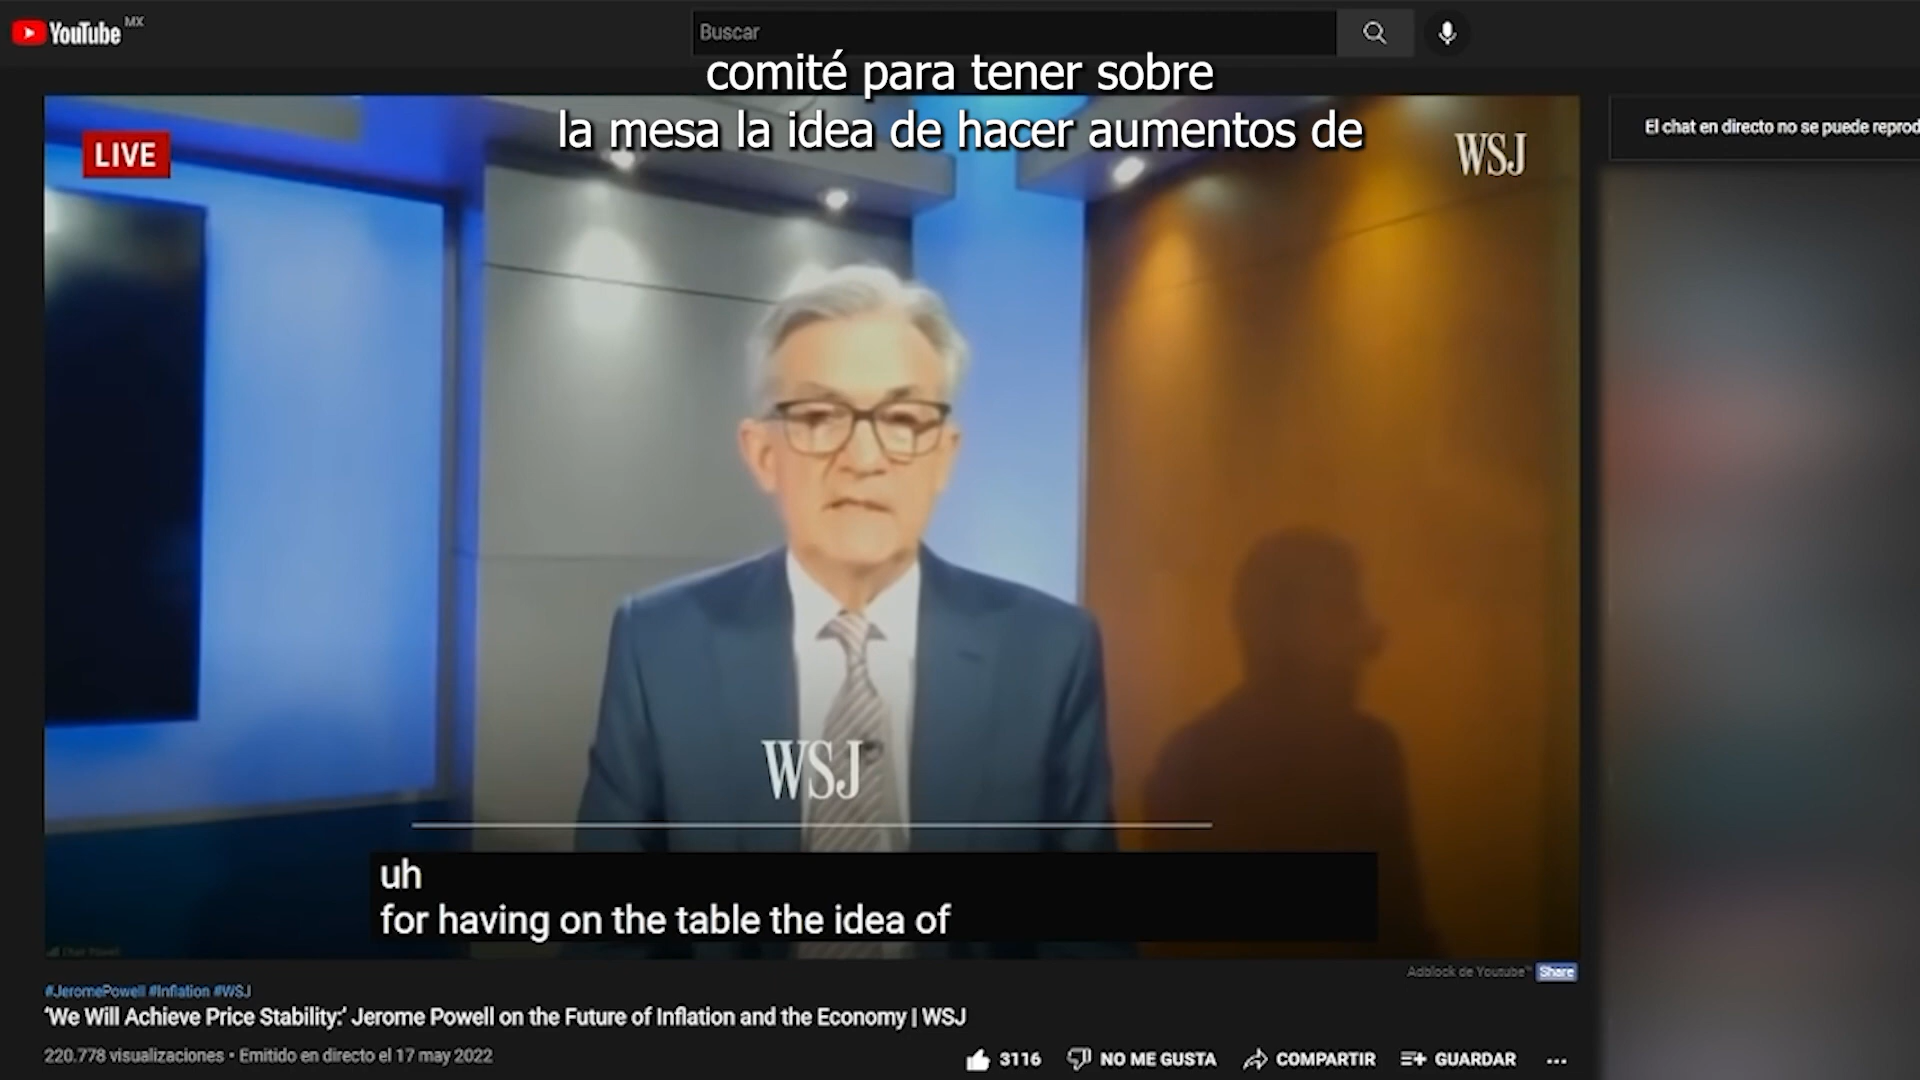 YouTube MX
Buscar
comité para tener sobre
la mesa la idea de hacer aumentos de
LIVE
WSJ
El chat en directo no se puede reprod
WSJ
uh
for having on the table the idea of
Chair Powell
Adblock de Youtube™ Share
#JeromePowell #Inflation #WSJ
‘We Will Achieve Price Stability:’ Jerome Powell on the Future of Inflation and the Economy | WSJ
220.778 visualizaciones • Emitido en directo el 17 may 2022
3116 NO ME GUSTA COMPARTIR GUARDAR ...